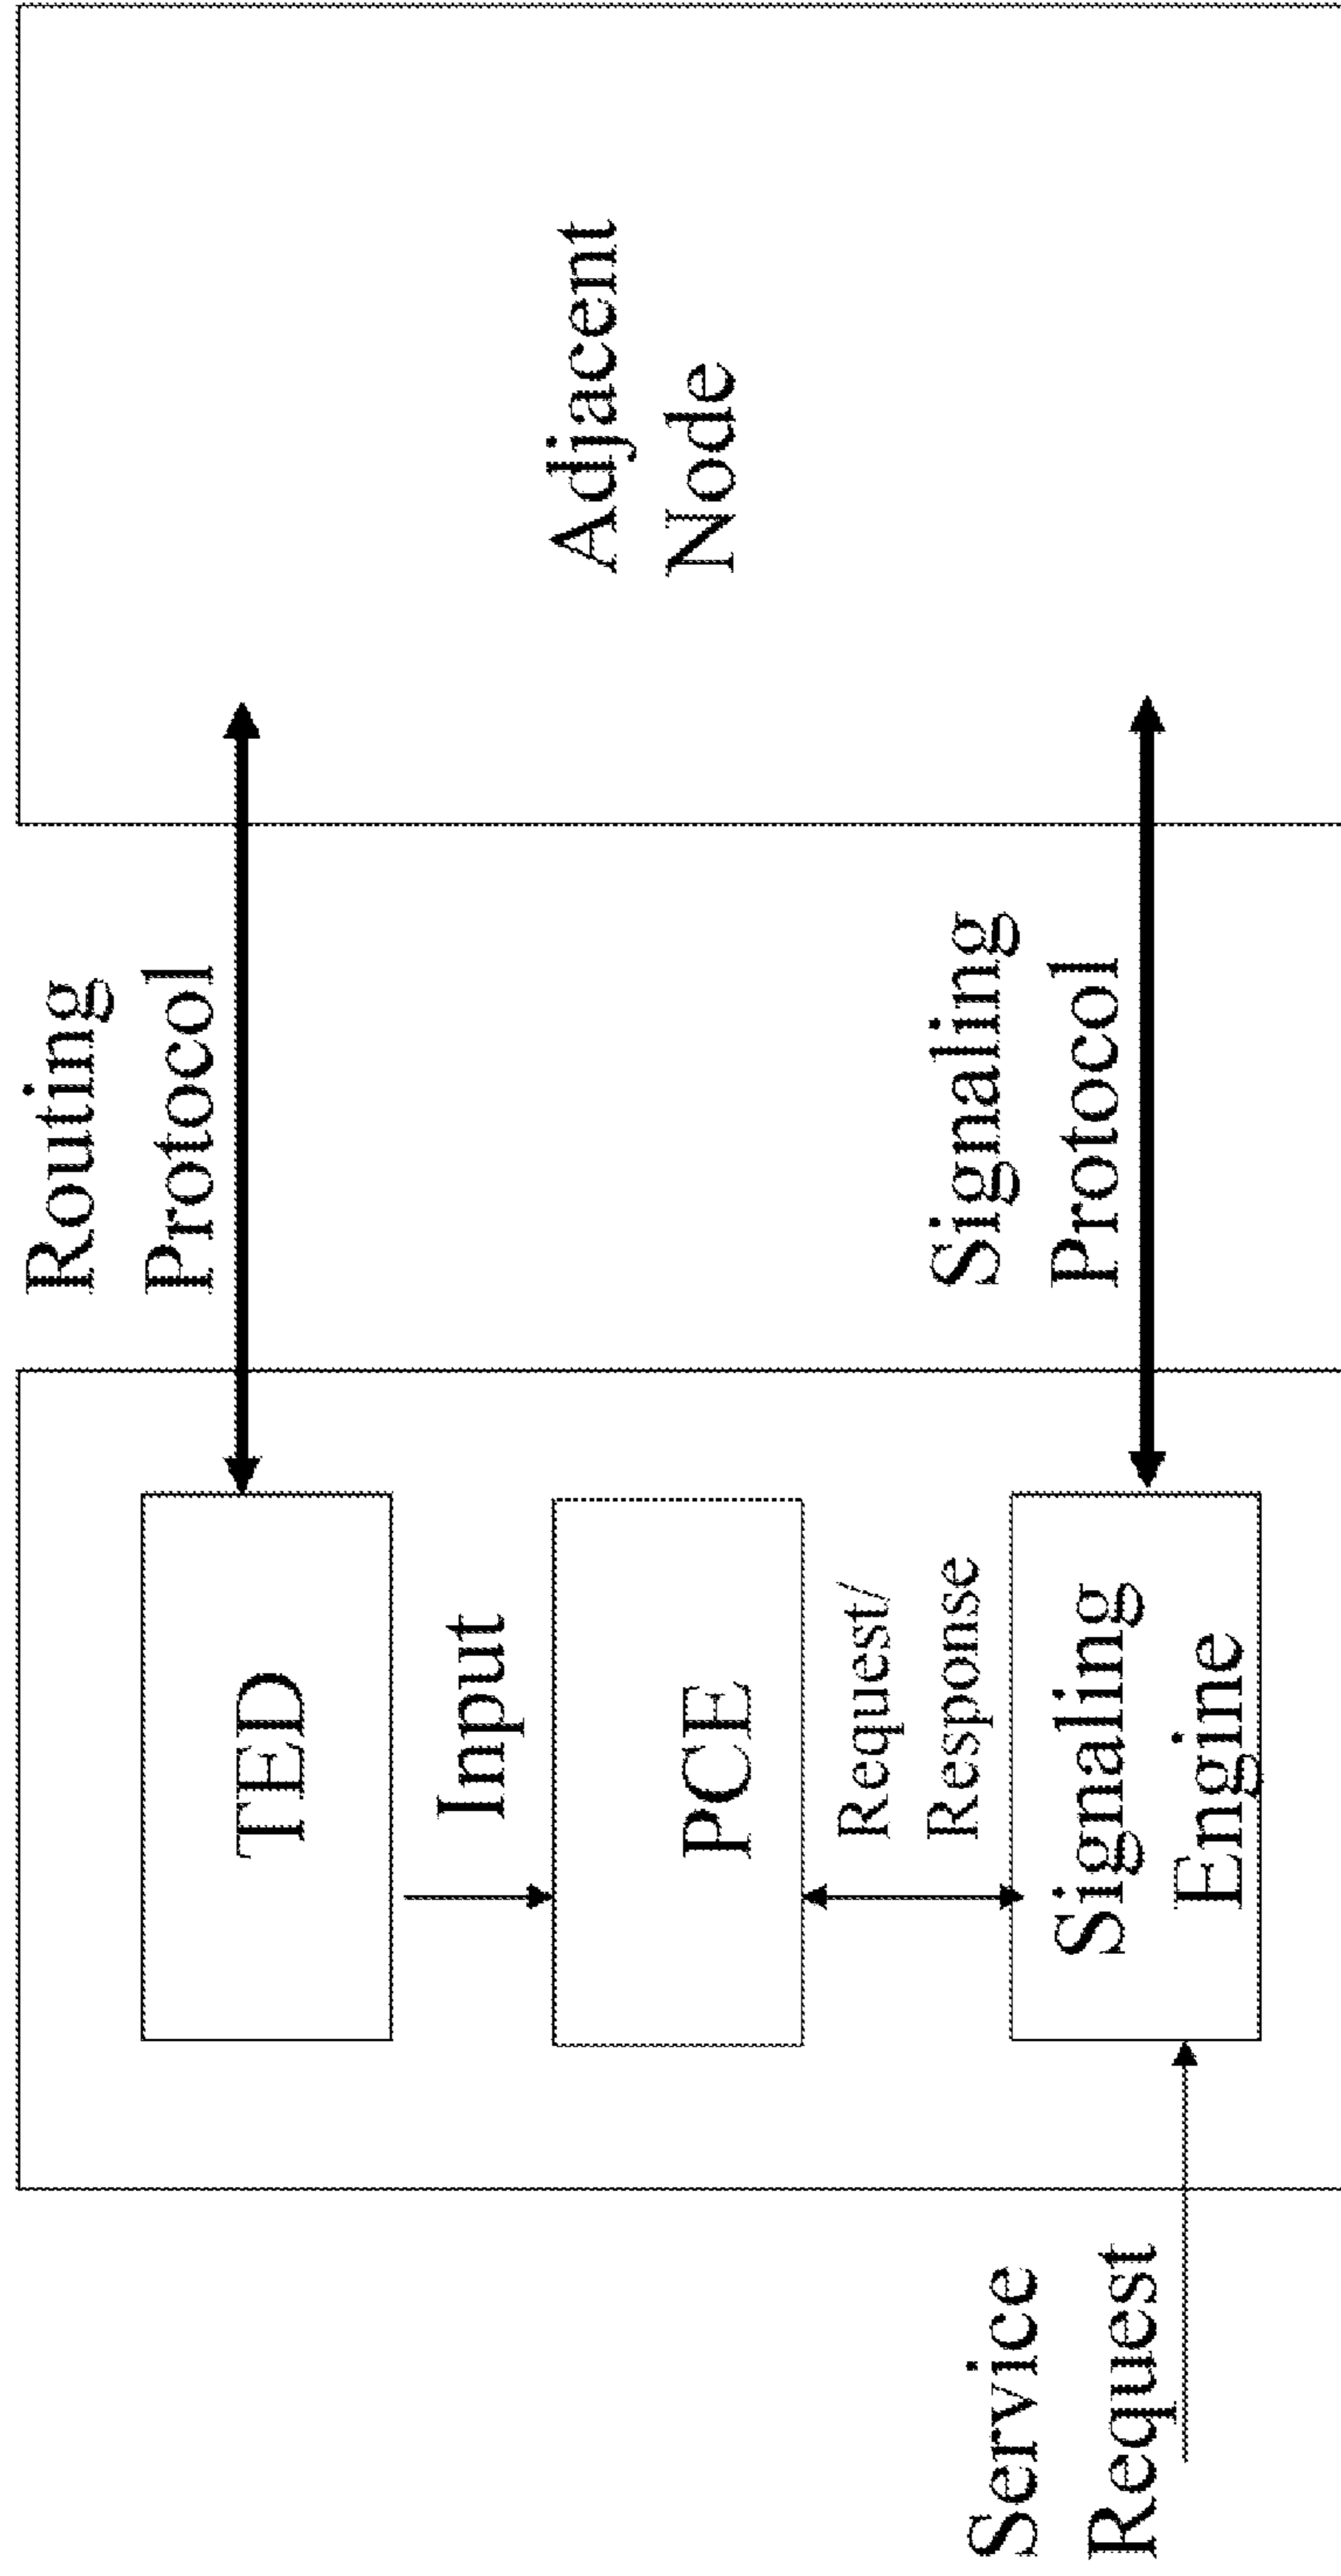 Routing
Protocol
TED
Input
PCE
Adjacent
Node
Request/
Response
Signaling
Protocol
Service
Request
Signaling
Engine